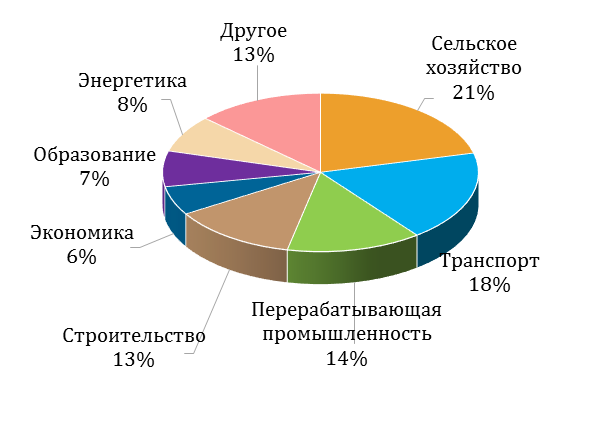 Другое
13%
Сельское
хозяйство
21%
Энергетика
8%
Образование
7%
Экономика
6%
Транспорт
18%
Перерабатывающая
промышленность
14%
Строительство
13%